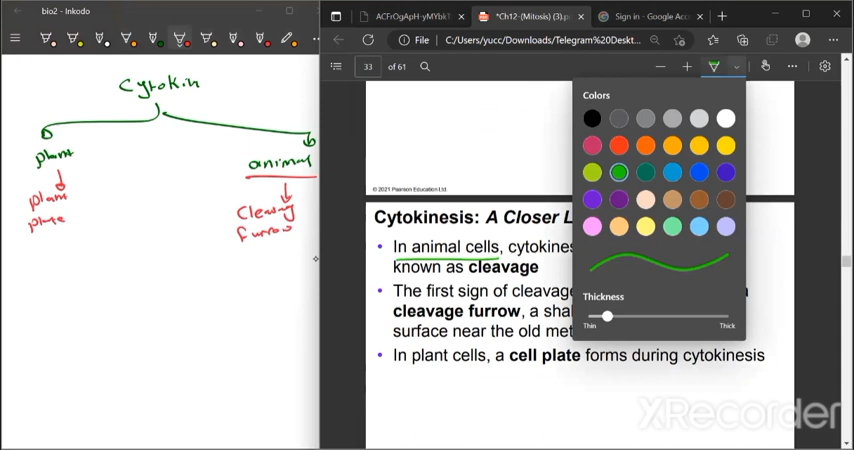 bio2 - Inkodo
ACFrOgApH-yMYbkT
*Ch12-(Mitosis) (3).p
Sign in - Google Acc
File
C:/Users/yucc/Downloads/Telegram%20Deskt...
33 of 61
Cytokin
plant
animal
plant
plate
Cleavag
furrow
© 2021 Pearson Education Ltd.
Cytokinesis: A Closer L
• In animal cells, cytokines
known as cleavage
• The first sign of cleavage
cleavage furrow, a sha
surface near the old met
• In plant cells, a cell plate forms during cytokinesis
Colors
Thickness
Thin
Thick
XRecorder